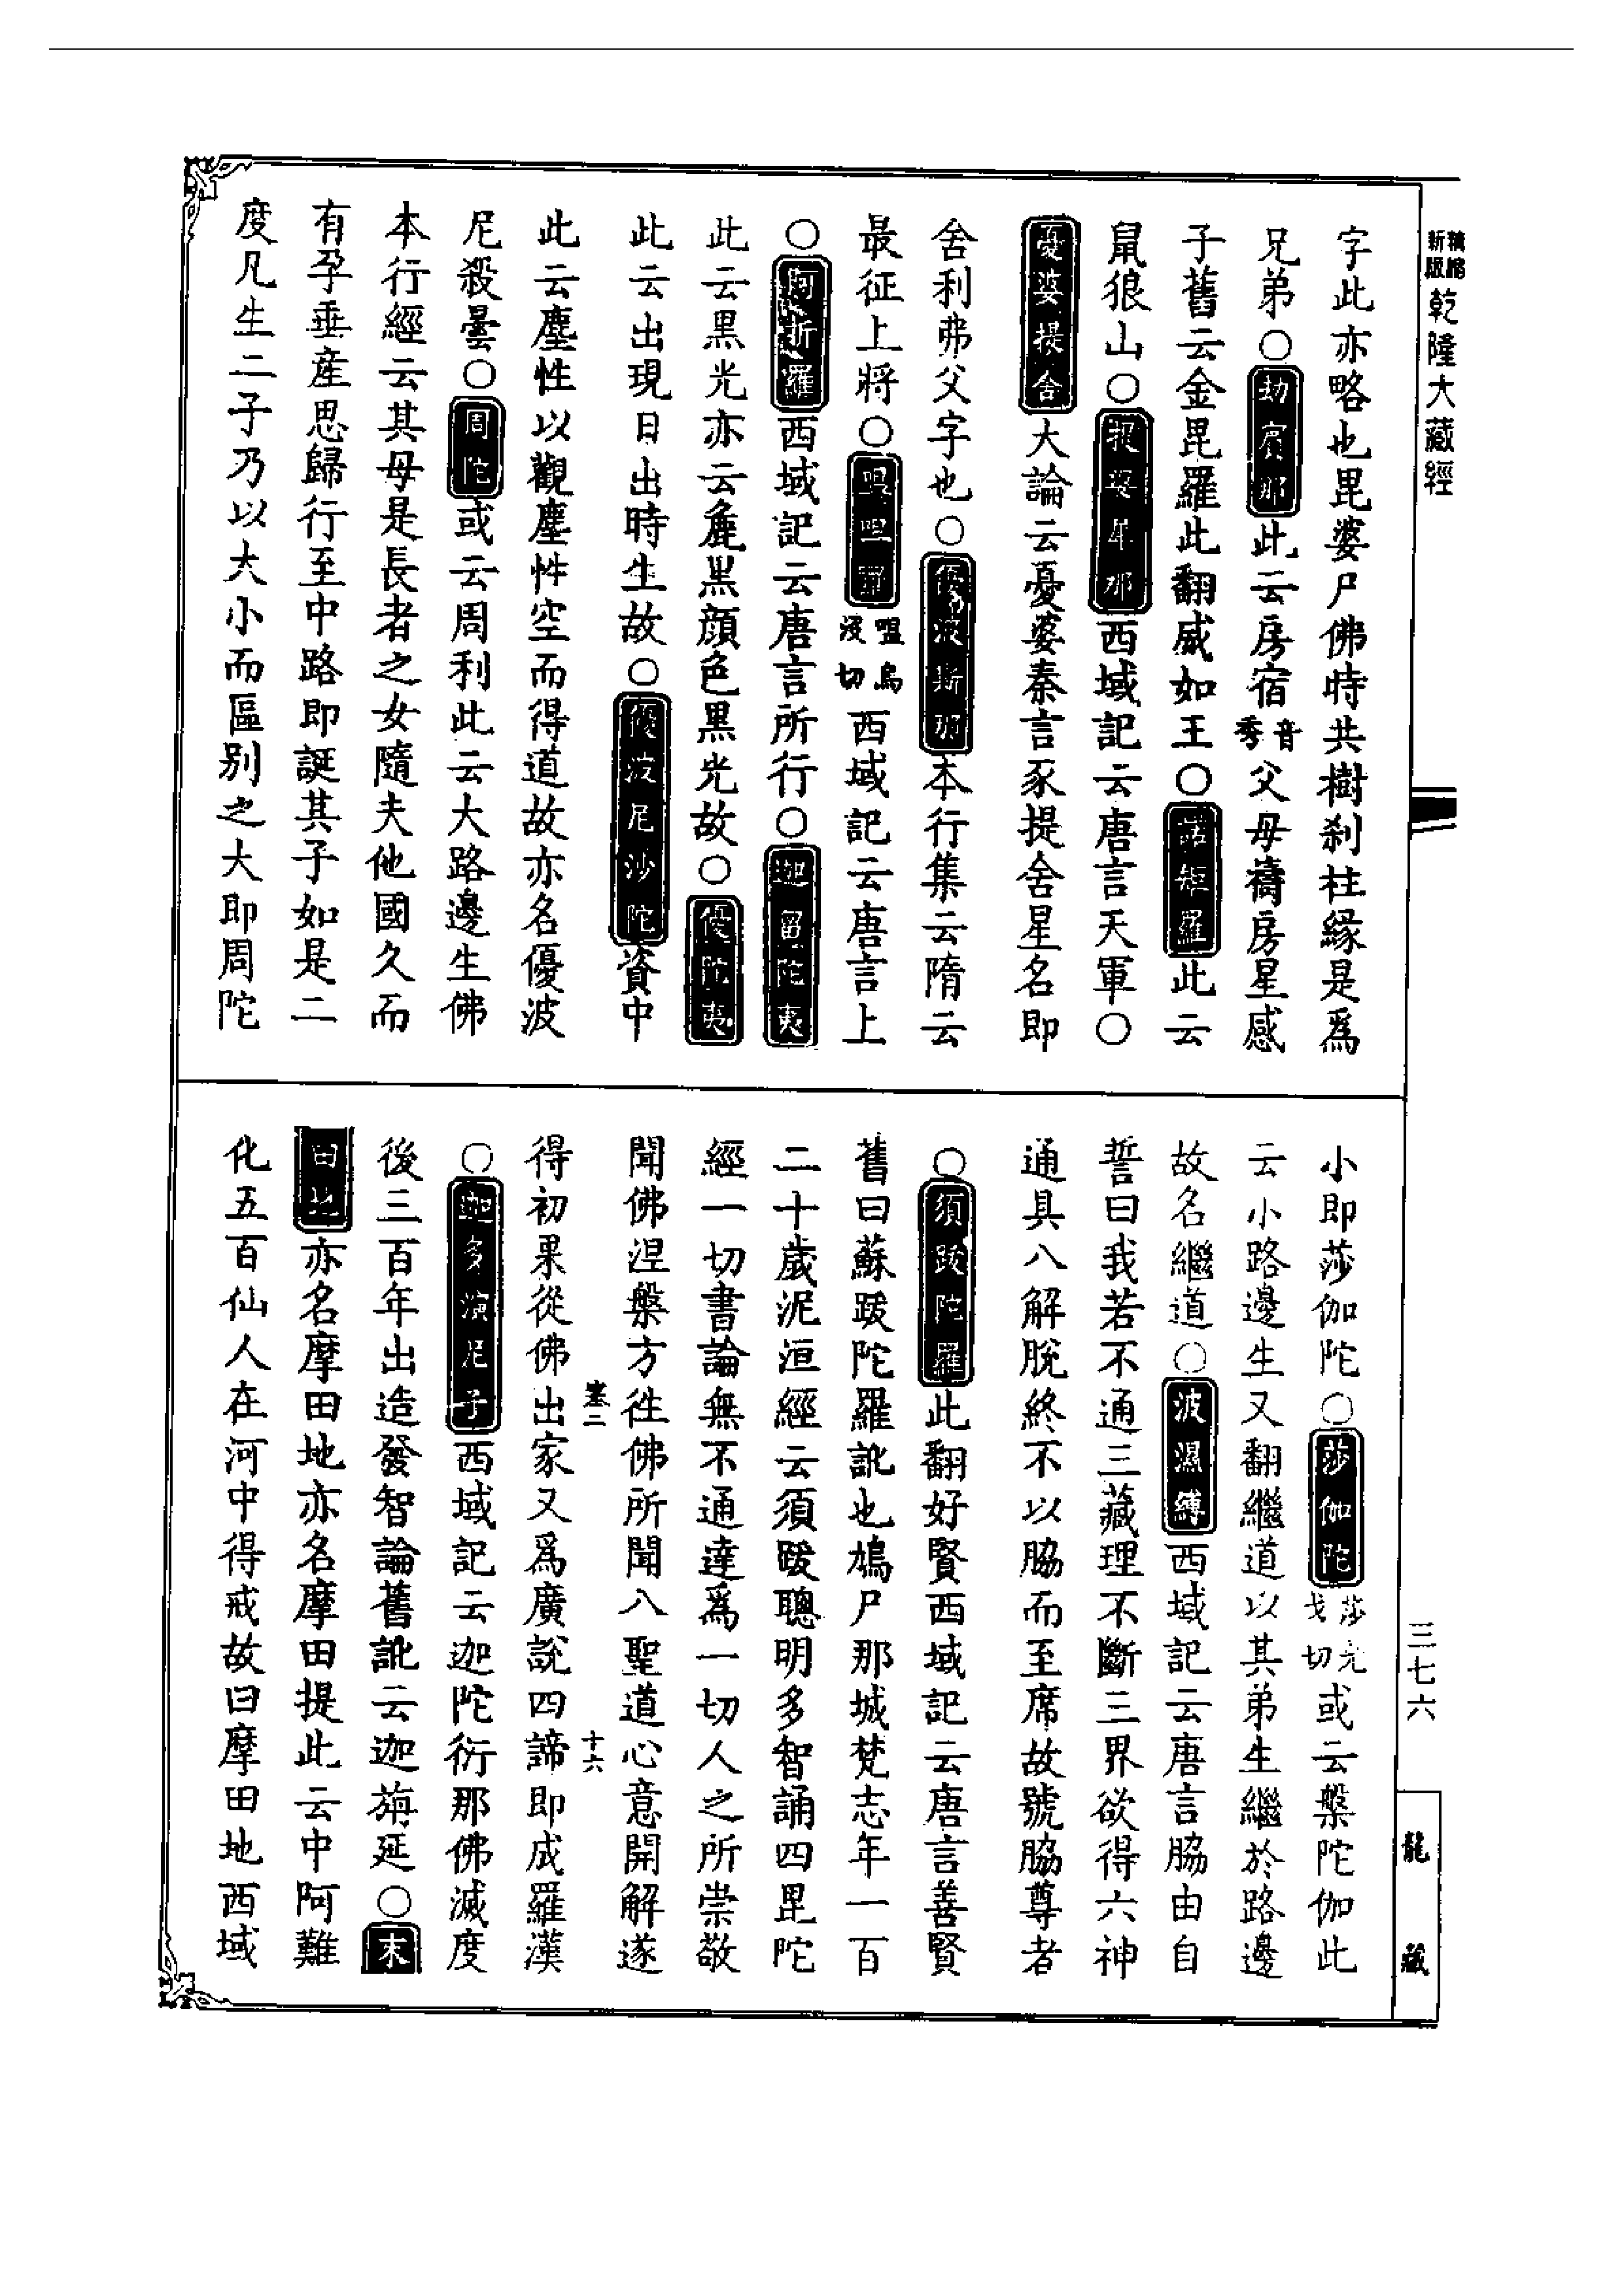 新縮
版構
乾隆大藏經
字此亦略也毘婆尸佛時共樹刹柱緣是爲
兄弟○劫賓那此云房宿音秀父母禱房星感
子舊云金毘羅此翻威如王○諾矩羅此云
鼠狼山○提婆犀那西域記云唐言天軍○
憂婆提舍大論云憂婆秦言豕提舍星名即
舍利弗父字也○優波斯那本行集云隋云
最征上將○嗢呾羅嗢烏沒切西域記云唐言上
○阿折羅西域記云唐言所行○迦留陀夷
此云黑光亦云麁黑顏色黑光故○優陀夷
此云出現日出時生故○優波尼沙陀資中
此云塵性以觀塵性空而得道故亦名優波
尼殺曇○周陀或云周利此云大路邊生佛
本行經云其母是長者之女隨夫他國久而
有孕垂産思歸行至中路即誕其子如是二
度凡生二子乃以大小而區別之大即周陀
小即莎伽陀○莎伽陀莎先戈切或云槃陀伽此
云小路邊生又翻繼道以其弟生繼於路邊
故名繼道○波濕縛西域記云唐言脇由自
誓曰我若不通三藏理不斷三界欲得六神
通具八解脫終不以脇而至席故號脇尊者
○須跋陀羅此翻好賢西域記云唐言善賢
舊曰蘇跋陀羅訛也鳩尸那城梵志年一百
二十歲泥洹經云須跋聰明多智誦四毘陀
經一切書論無不通達爲一切人之所崇敬
聞佛涅槃方徃佛所聞八聖道心意開解遂
塞二
十六
得初果從佛出家又爲廣說四諦即成羅漢
○迦多演尼子西域記云迦陀衍那佛滅度
後三百年出造發智論舊訛云迦旃延○末
田地亦名摩田地亦名摩田提此云中阿難
化五百仙人在河中得戒故曰摩田地西域
三七六
龍藏